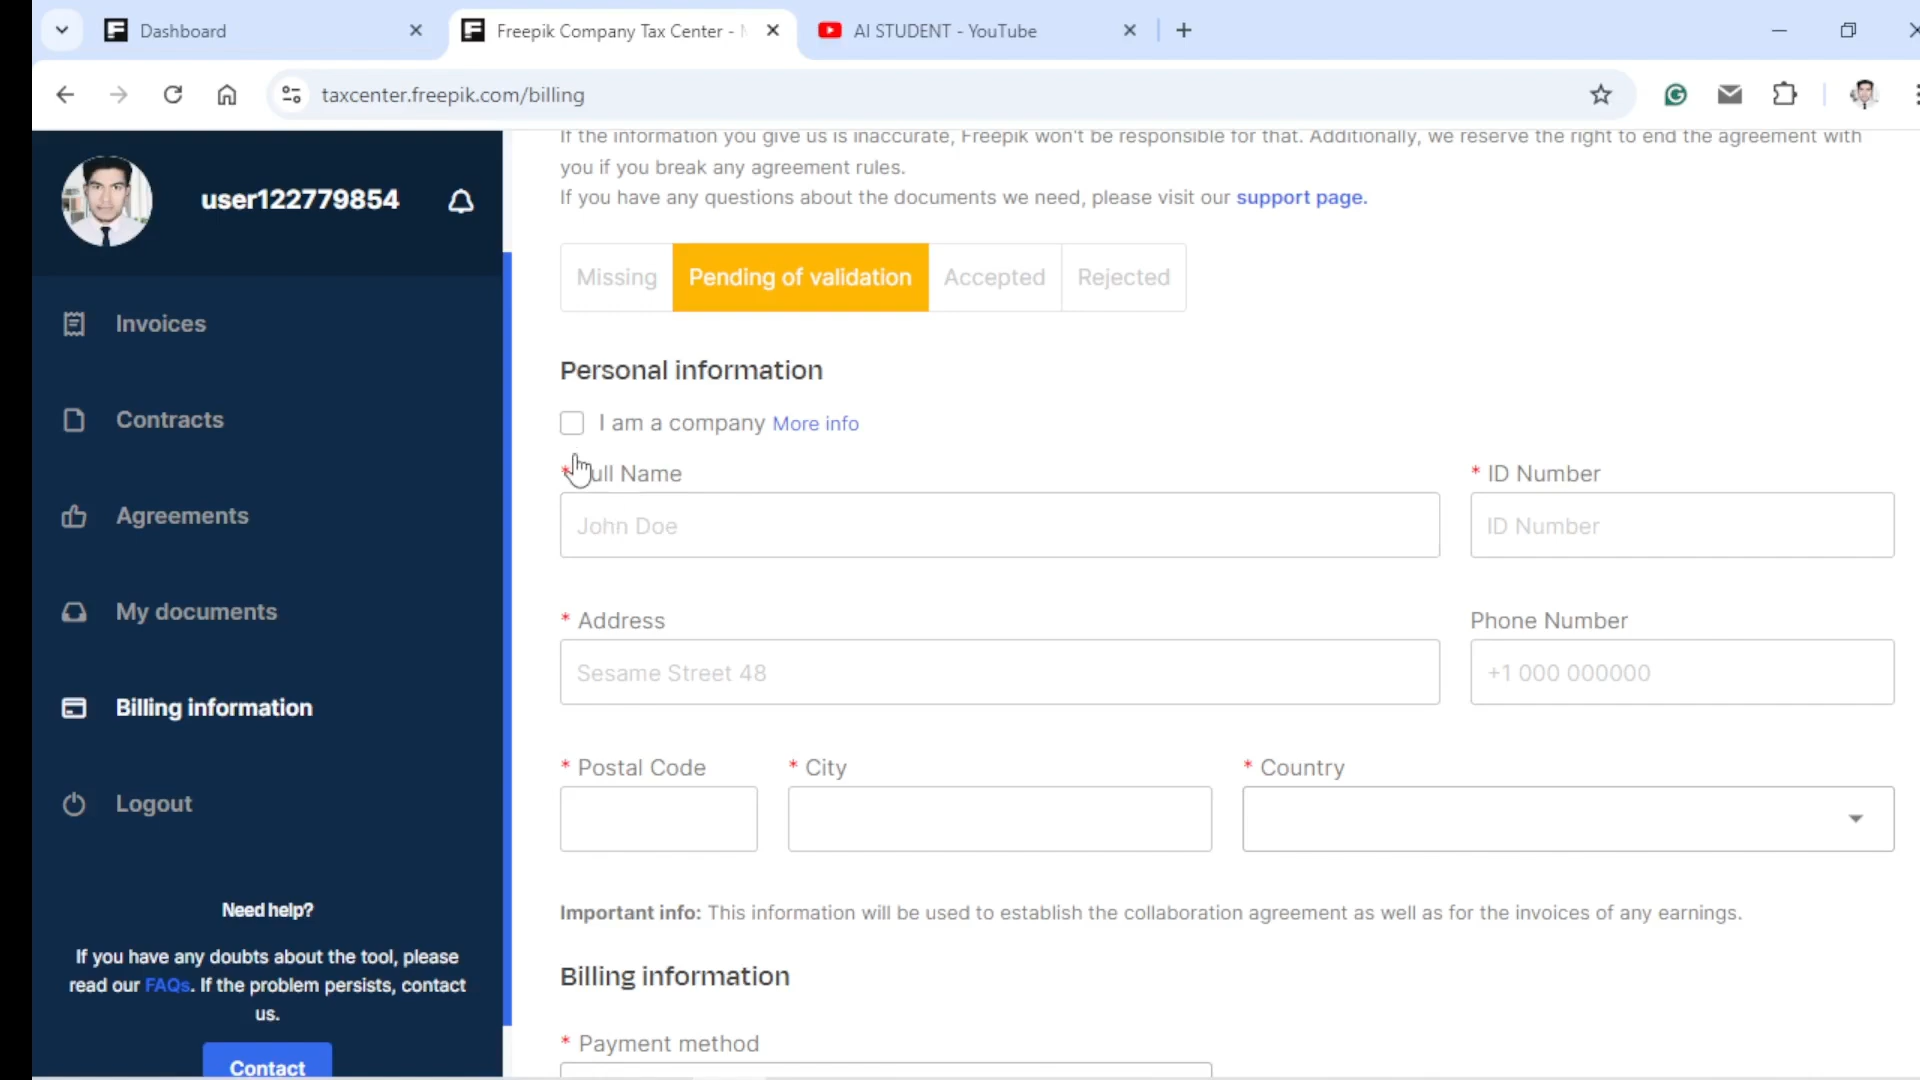 Dashboard
Freepik Company Tax Center -
AI STUDENT - YouTube
taxcenter.freepik.com/billing
user122779854
Invoices
Contracts
Agreements
My documents
Billing information
Logout
Need help?
If you have any doubts about the tool, please
read our FAQs. If the problem persists, contact
us.
Contact
If the information you give us is inaccurate, Freepik won't be responsible for that. Additionally, we reserve the right to end the agreement with
you if you break any agreement rules.
If you have any questions about the documents we need, please visit our support page.
Missing Pending of validation Accepted Rejected
Personal information
I am a company More info
* Full Name * ID Number
John Doe ID Number
* Address Phone Number
Sesame Street 48 +1 000 000000
* Postal Code * City * Country
Important info: This information will be used to establish the collaboration agreement as well as for the invoices of any earnings.
Billing information
* Payment method